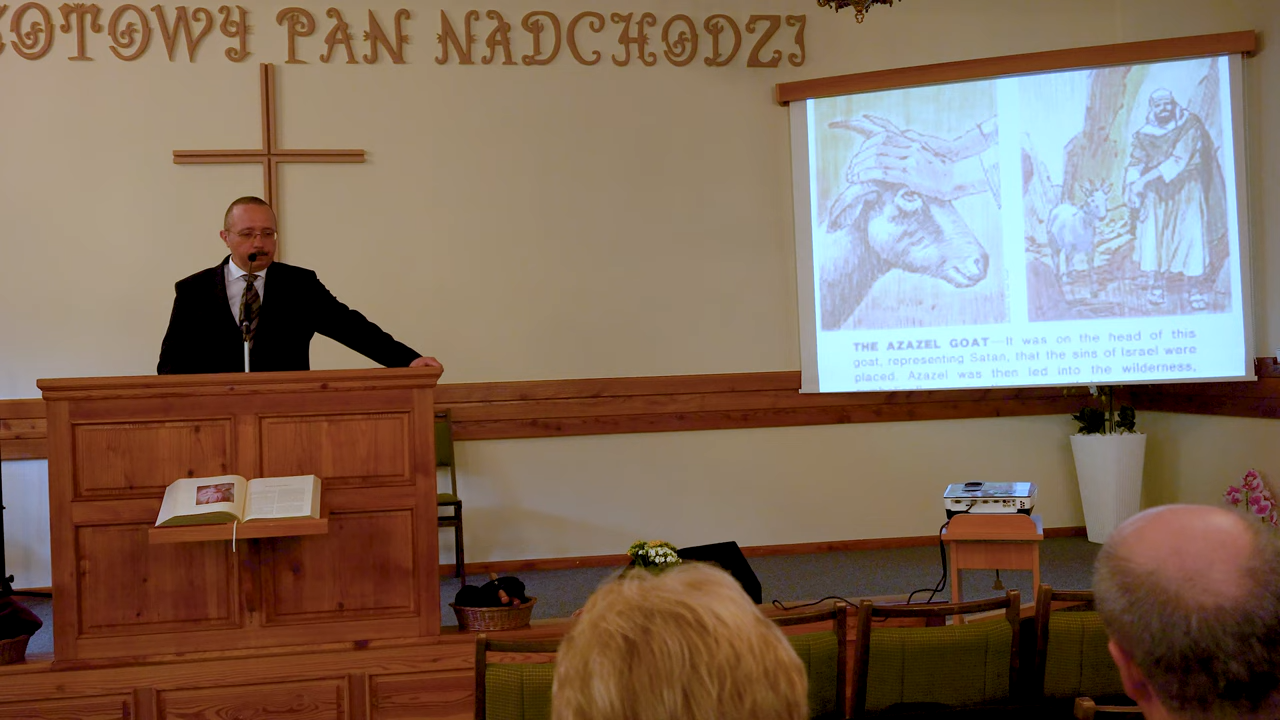 GOTOWY PAN NADCHODZI
THE AZAZEL GOAT—It was on the head of this
goat, representing Satan, that the sins of Israel were
placed. Azazel was then led into the wilderness,